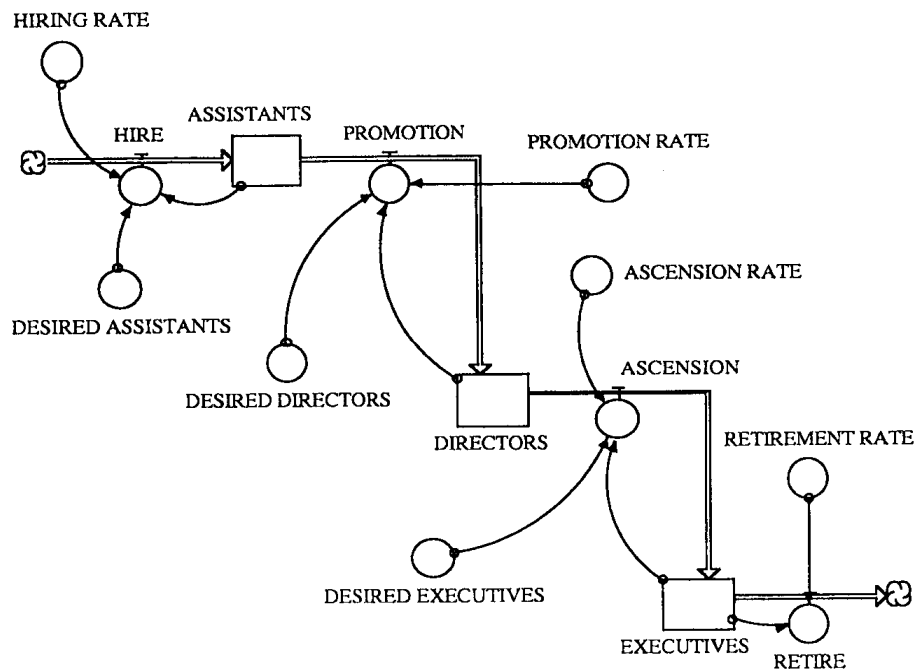 HIRING RATE
ASSISTANTS
HIRE
PROMOTION
PROMOTION RATE
ASCENSION RATE
DESIRED ASSISTANTS
ASCENSION
DESIRED DIRECTORS
DIRECTORS
RETIREMENT RATE
DESIRED EXECUTIVES
EXECUTIVES
RETIRE